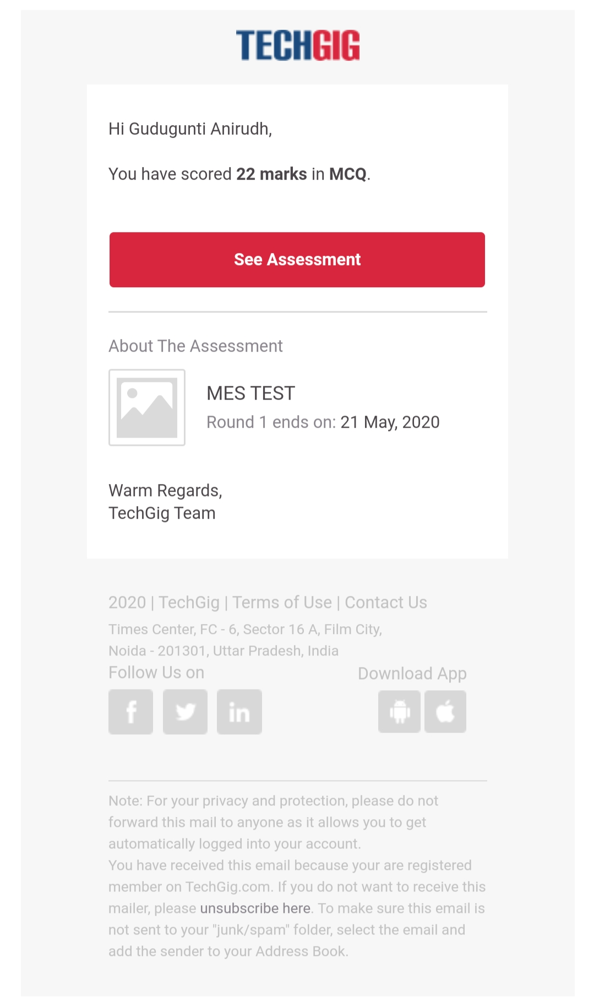 TECHGIG
Hi Gudugunti Anirudh,
You have scored 22 marks in MCQ.
See Assessment
About The Assessment
MES TEST
Round 1 ends on: 21 May, 2020
Warm Regards,
TechGig Team
2020 | TechGig | Terms of Use | Contact Us
Times Center, FC - 6, Sector 16 A, Film City,
Noida - 201301, Uttar Pradesh, India
Follow Us on
Download App
f
in
Note: For your privacy and protection, please do not
forward this mail to anyone as it allows you to get
automatically logged into your account.
You have received this email because your are registered
member on TechGig.com. If you do not want to receive this
mailer, please unsubscribe here. To make sure this email is
not sent to your "junk/spam" folder, select the email and
add the sender to your Address Book.